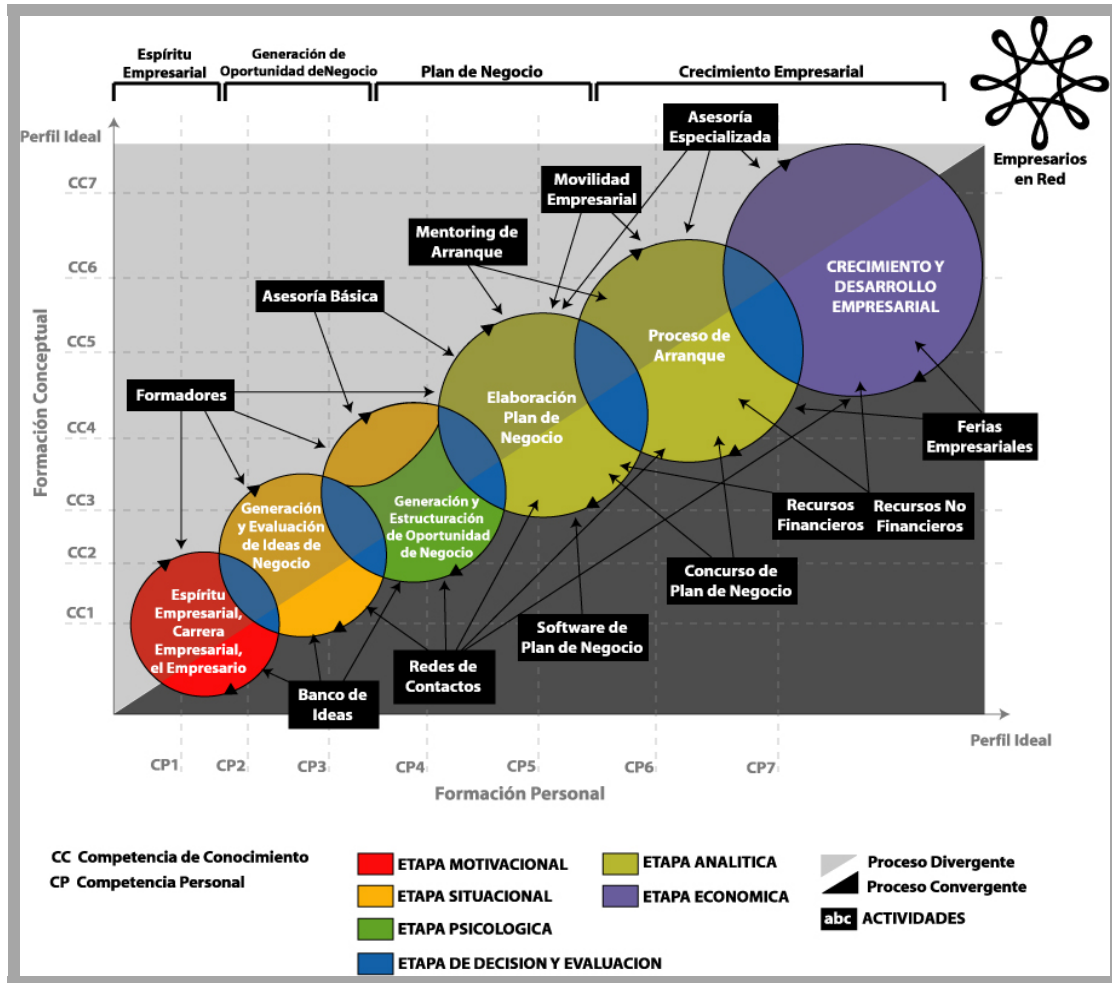 Espíritu
Empresarial
Generación de
Oportunidad deNegocio
Plan de Negocio
Crecimiento Empresarial
Empresarios
en Red
Perfil Ideal
CC7
CC6
CC5
CC4
CC3
CC2
CC1
Formación Conceptual
Asesoría
Especializada
Movilidad
Empresarial
Mentoring de
Arranque
Asesoría Básica
Formadores
CRECIMIENTO Y
DESARROLLO
EMPRESARIAL
Proceso de
Arranque
Elaboración
Plan de
Negocio
Generación y
Estructuración
de Oportunidad
de Negocio
Generación
y Evaluación
de Ideas de
Negocio
Espíritu
Empresarial,
Carrera
Empresarial,
el Empresario
Ferias
Empresariales
Recursos
Financieros
Recursos No
Financieros
Concurso de
Plan de Negocio
Software de
Plan de Negocio
Redes de
Contactos
Banco de
Ideas
Perfil Ideal
CP1
CP2
CP3
CP4
CP5
CP6
CP7
Formación Personal
CC Competencia de Conocimiento
CP Competencia Personal
ETAPA MOTIVACIONAL
ETAPA SITUACIONAL
ETAPA PSICOLOGICA
ETAPA DE DECISION Y EVALUACION
ETAPA ANALITICA
ETAPA ECONOMICA
Proceso Divergente
Proceso Convergente
abc ACTIVIDADES